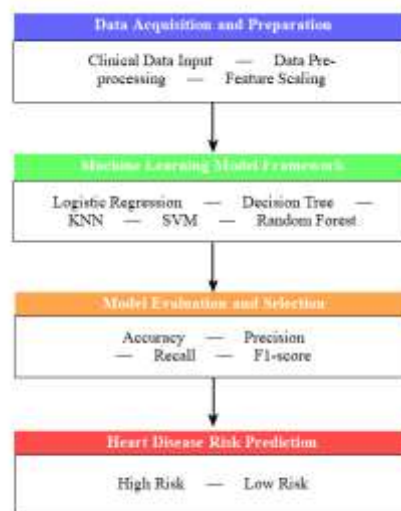 Data Acquisition and Preparation
Clinical Data Input — Data Pre-
processing — Feature Scaling
Machine Learning Model Framework
Logistic Regression — Decision Tree —
KNN — SVM — Random Forest
Model Evaluation and Selection
Accuracy — Precision
— Recall — F1-score
Heart Disease Risk Prediction
High Risk — Low Risk